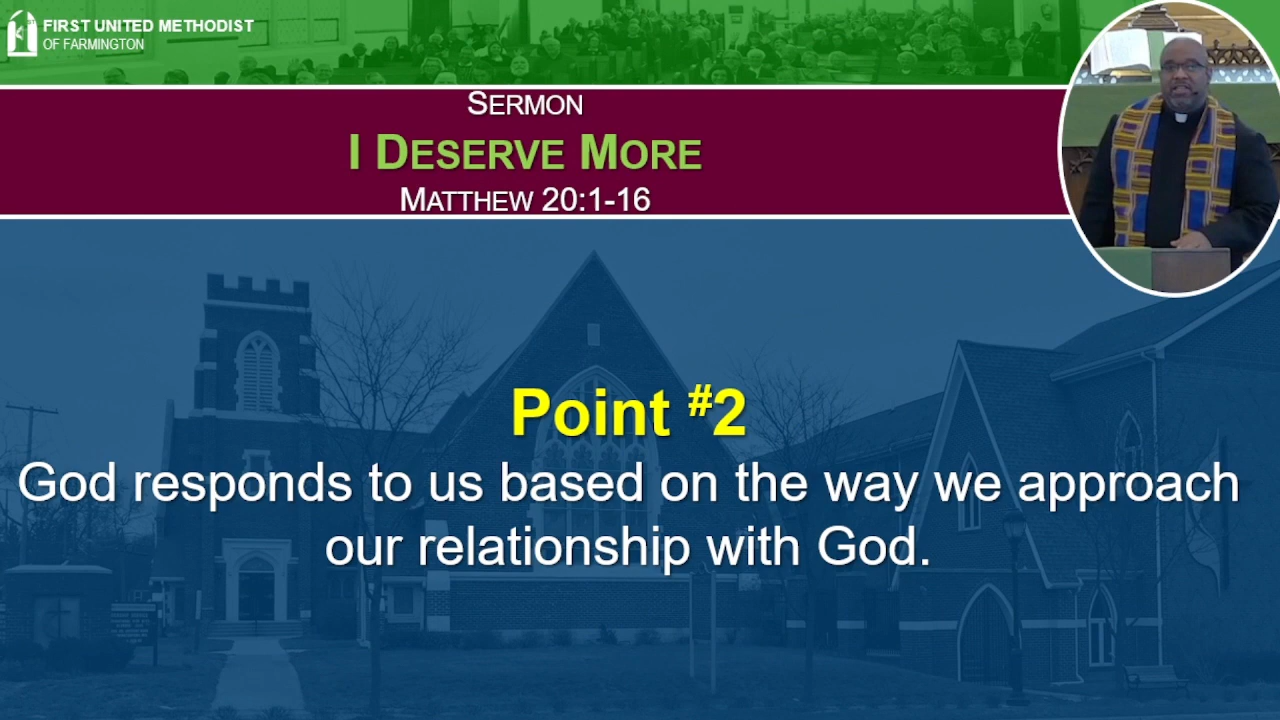 FIRST UNITED METHODIST
OF FARMINGTON
SERMON
I DESERVE MORE
MATTHEW 20:1-16
Point #2
God responds to us based on the way we approach
our relationship with God.